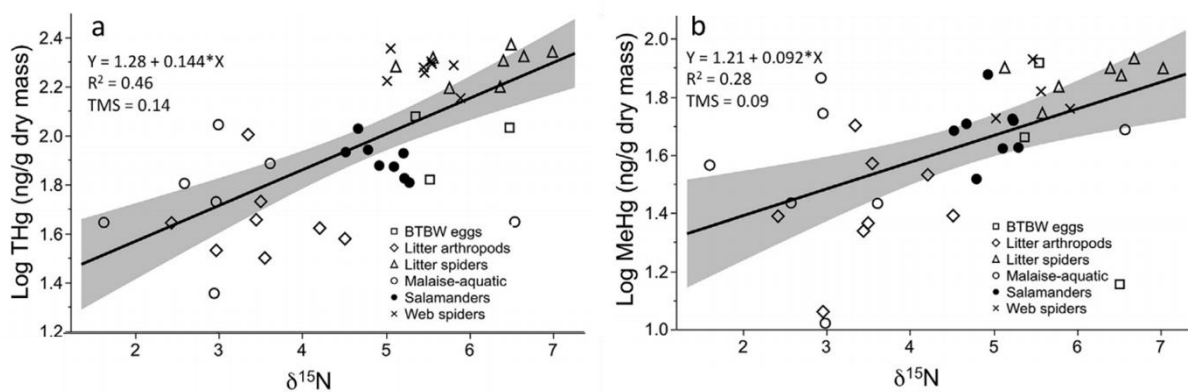 a
Y = 1.28 + 0.144*X
R² = 0.46
TMS = 0.14
Log THg (ng/g dry mass)
2.4
2.2
2.0
1.8
1.6
1.4
1.2
BTBW eggs
Litter arthropods
Litter spiders
Malaise-aquatic
Salamanders
Web spiders
2 3 4 5 6 7
δ¹⁵N
b
Y = 1.21 + 0.092*X
R² = 0.28
TMS = 0.09
Log MeHg (ng/g dry mass)
2.0
1.8
1.6
1.4
1.2
1.0
BTBW eggs
Litter arthropods
Litter spiders
Malaise-aquatic
Salamanders
Web spiders
2 3 4 5 6 7
δ¹⁵N